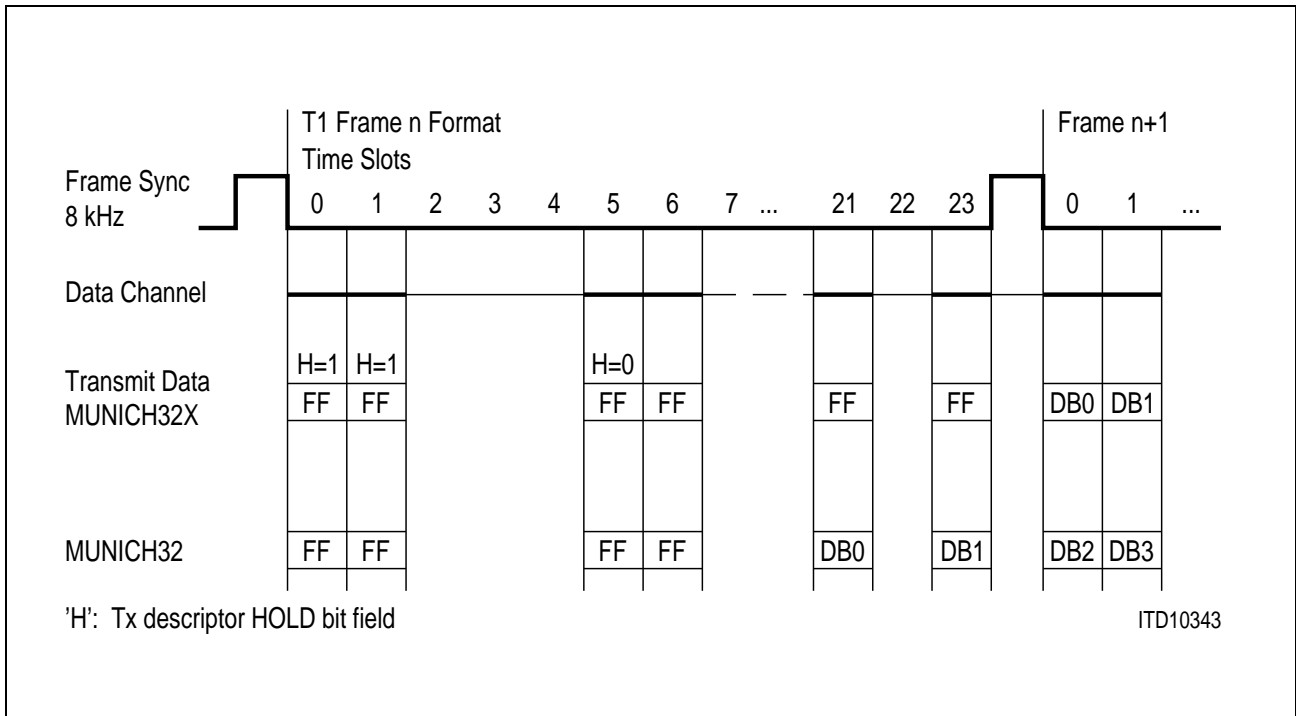 T1 Frame n Format Frame n+1
Time Slots
Frame Sync
8 kHz
0 1 2 3 4 5 6 7 ... 21 22 23 0 1 ...
Data Channel
H=1 H=1 H=0
Transmit Data
MUNICH32X
FF FF FF FF FF FF DB0 DB1
MUNICH32 FF FF FF FF DB0 DB1 DB2 DB3
’H’: Tx descriptor HOLD bit field ITD10343